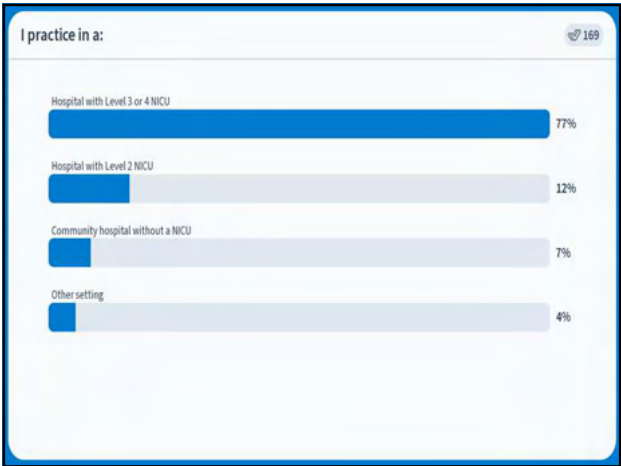 I practice in a:
169
Hospital with Level 3 or 4 NICU
77%
Hospital with Level 2 NICU
12%
Community hospital without a NICU
7%
Other setting
4%